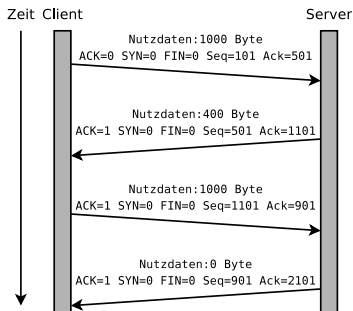 Zeit Client Server
Nutzdaten:1000 Byte
ACK=0 SYN=0 FIN=0 Seq=101 Ack=501
Nutzdaten:400 Byte
ACK=1 SYN=0 FIN=0 Seq=501 Ack=1101
Nutzdaten:1000 Byte
ACK=1 SYN=0 FIN=0 Seq=1101 Ack=901
Nutzdaten:0 Byte
ACK=1 SYN=0 FIN=0 Seq=901 Ack=2101